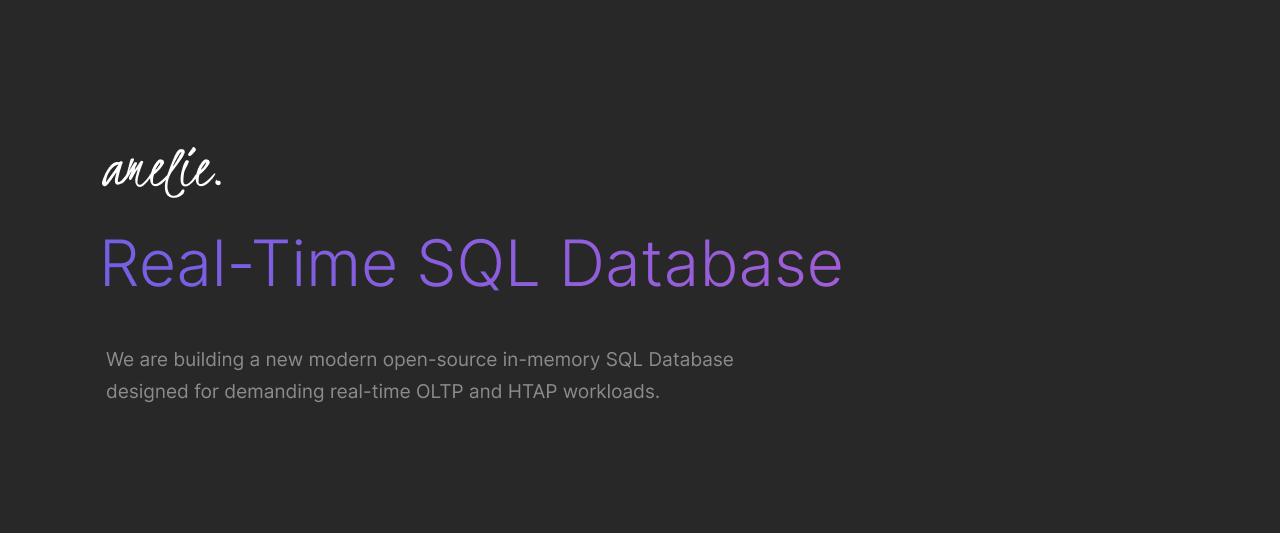 amelie.
Real-Time SQL Database
We are building a new modern open-source in-memory SQL Database
designed for demanding real-time OLTP and HTAP workloads.